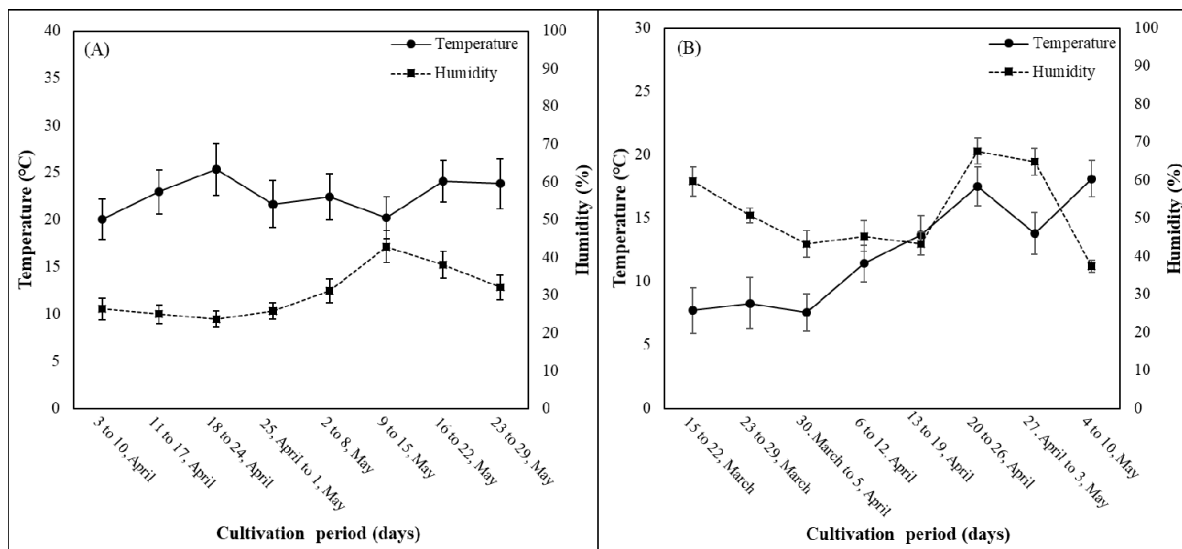 (A)
Temperature
Humidity
40
35
30
25
20
15
10
5
0
Temperature (°C)
100
90
80
70
60
50
40
30
20
10
0
Humidity (%)
3 to 10, April
11 to 17, April
18 to 24, April
25, April to 1, May
2 to 8, May
9 to 15, May
16 to 22, May
23 to 29, May
Cultivation period (days)
(B)
Temperature
Humidity
30
25
20
15
10
5
0
Temperature (°C)
100
90
80
70
60
50
40
30
20
10
0
Humidity (%)
15 to 22, March
23 to 29, March
30. March to 5, April
6 to 12. April
13 to 19, April
20 to 26, April
27. April to 3, May
4 to 10, May
Cultivation period (days)